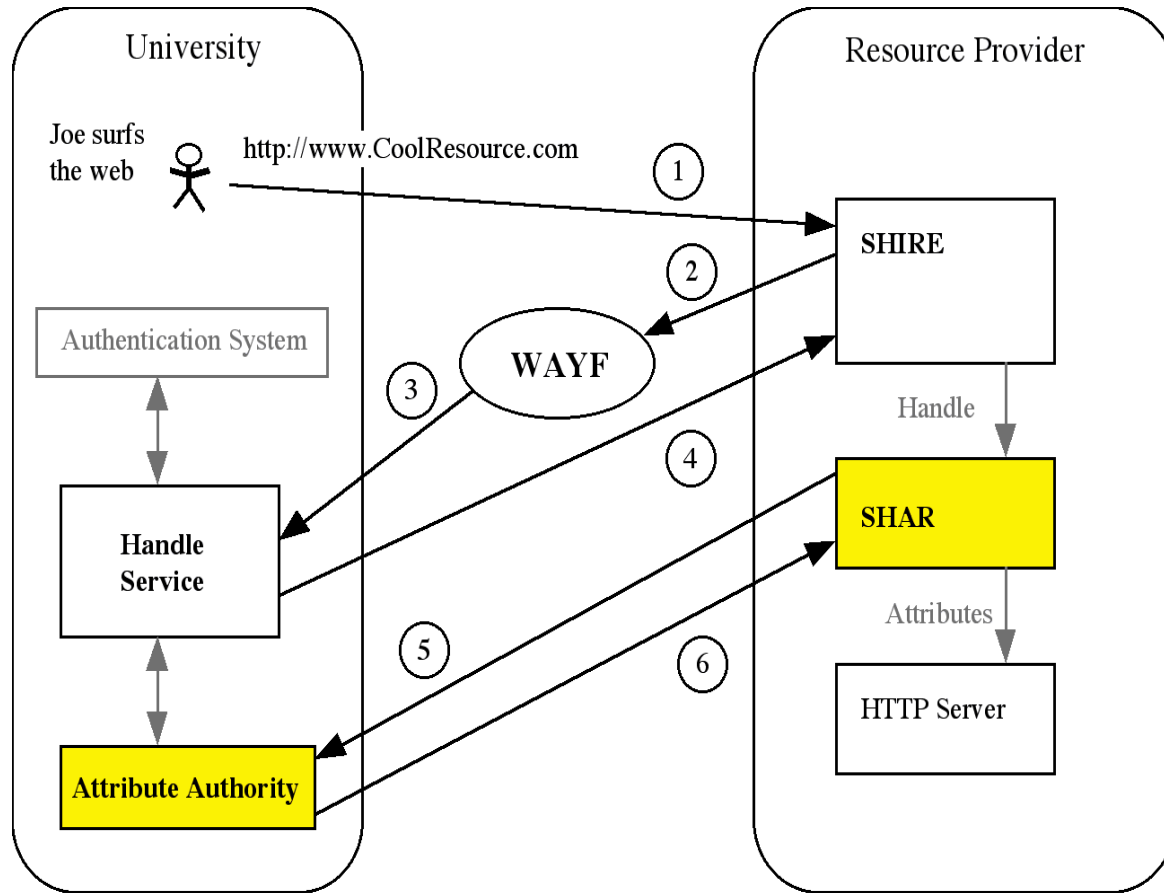 University
Resource Provider
Joe surfs
the web
http://www.CoolResource.com
1
SHIRE
2
Authentication System
WAYF
3
Handle
4
SHAR
Handle
Service
Attributes
5
6
HTTP Server
Attribute Authority